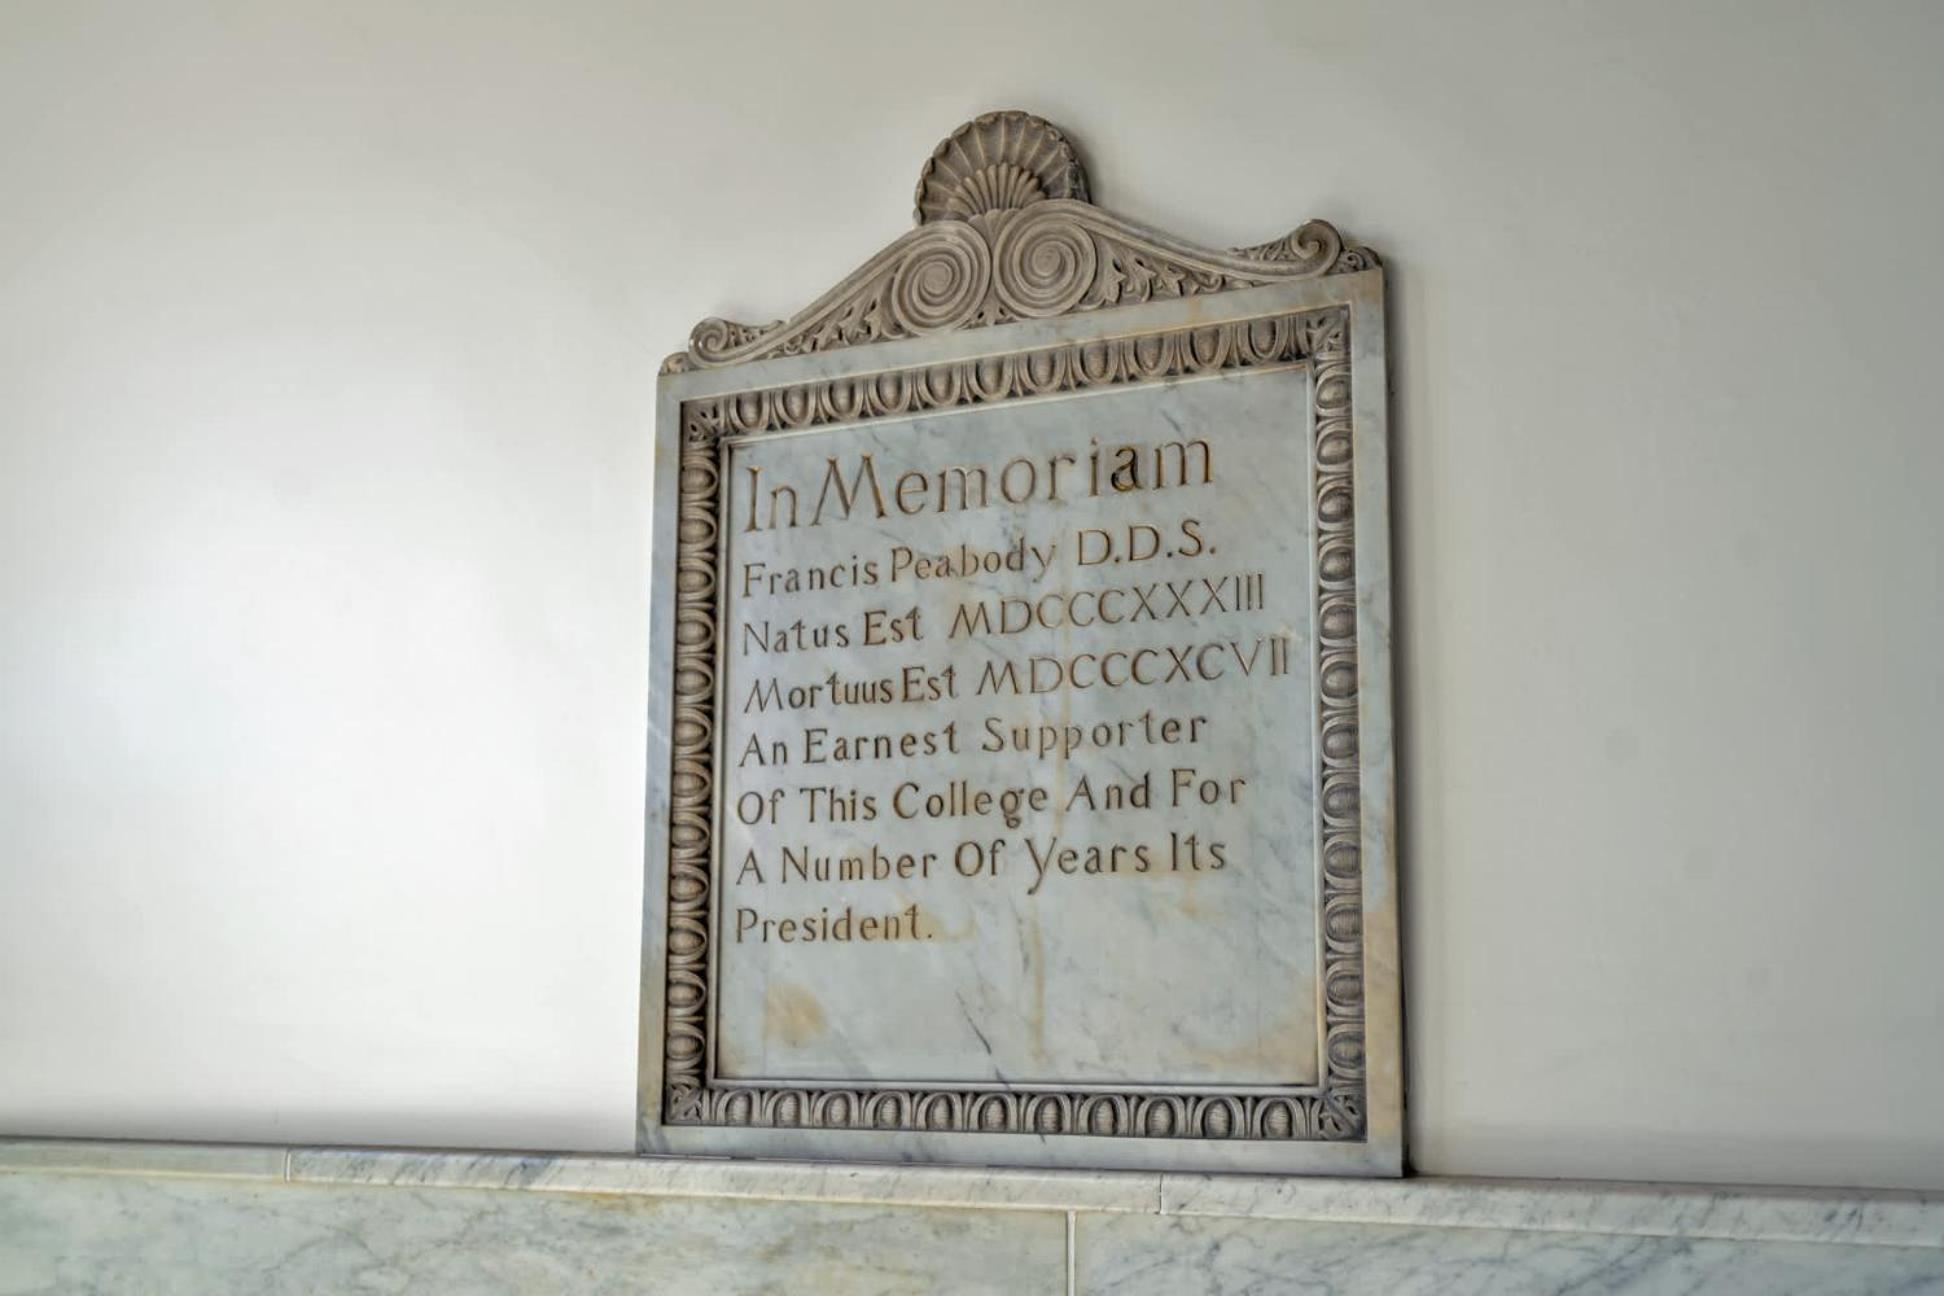 In Memoriam
Francis Peabody D.D.S.
Natus Est MDCCCXXXIII
Mortuus Est MDCCCXCVII
An Earnest Supporter
Of This College And For
A Number Of Years Its
President.